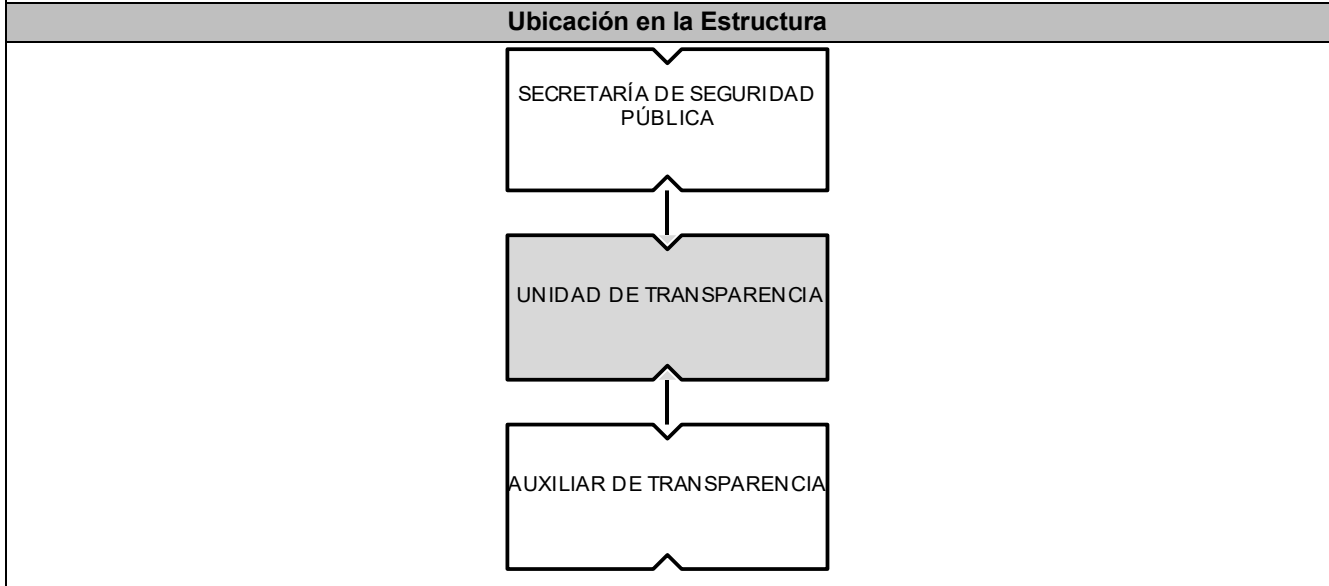 Ubicación en la Estructura
SECRETARÍA DE SEGURIDAD
PÚBLICA
UNIDAD DE TRANSPARENCIA
AUXILIAR DE TRANSPARENCIA